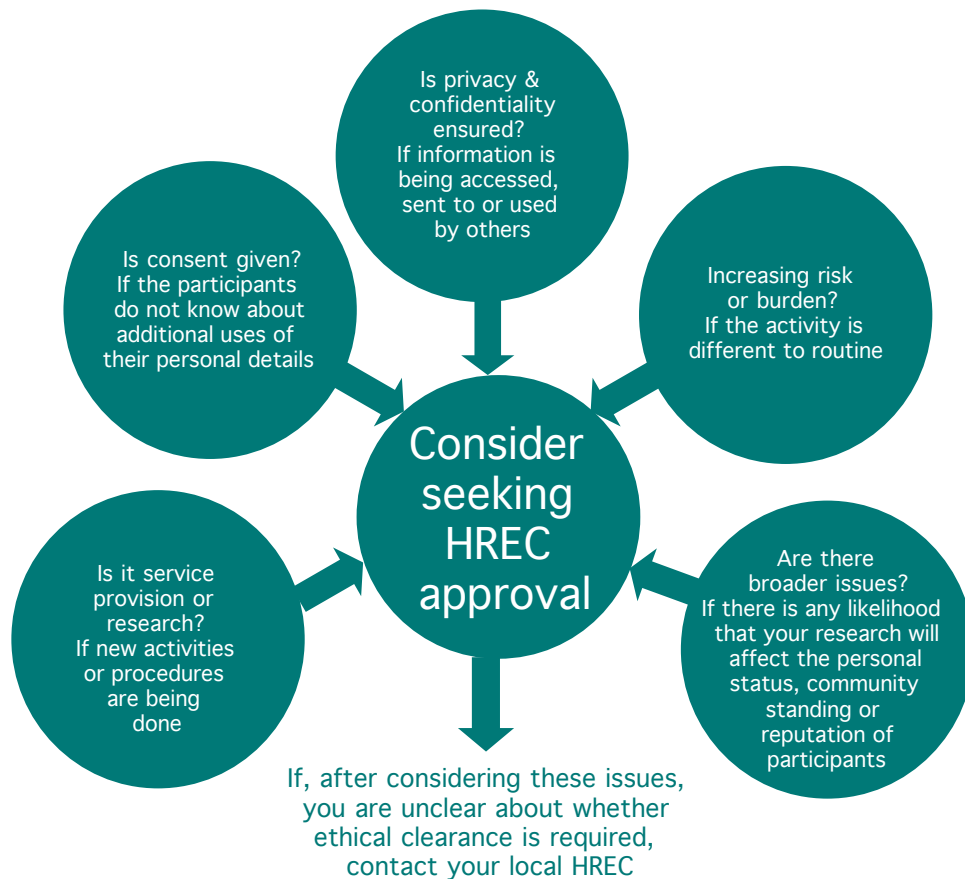 Is privacy &
confidentiality
ensured?
If information is
being accessed,
sent to or used
by others
Is consent given?
If the participants
do not know about
additional uses of
their personal details
Increasing risk
or burden?
If the activity is
different to routine
Consider
seeking
HREC
approval
Is it service
provision or
research?
If new activities
or procedures
are being
done
Are there
broader issues?
If there is any likelihood
that your research will
affect the personal
status, community
standing or
reputation of
participants
If, after considering these issues,
you are unclear about whether
ethical clearance is required,
contact your local HREC